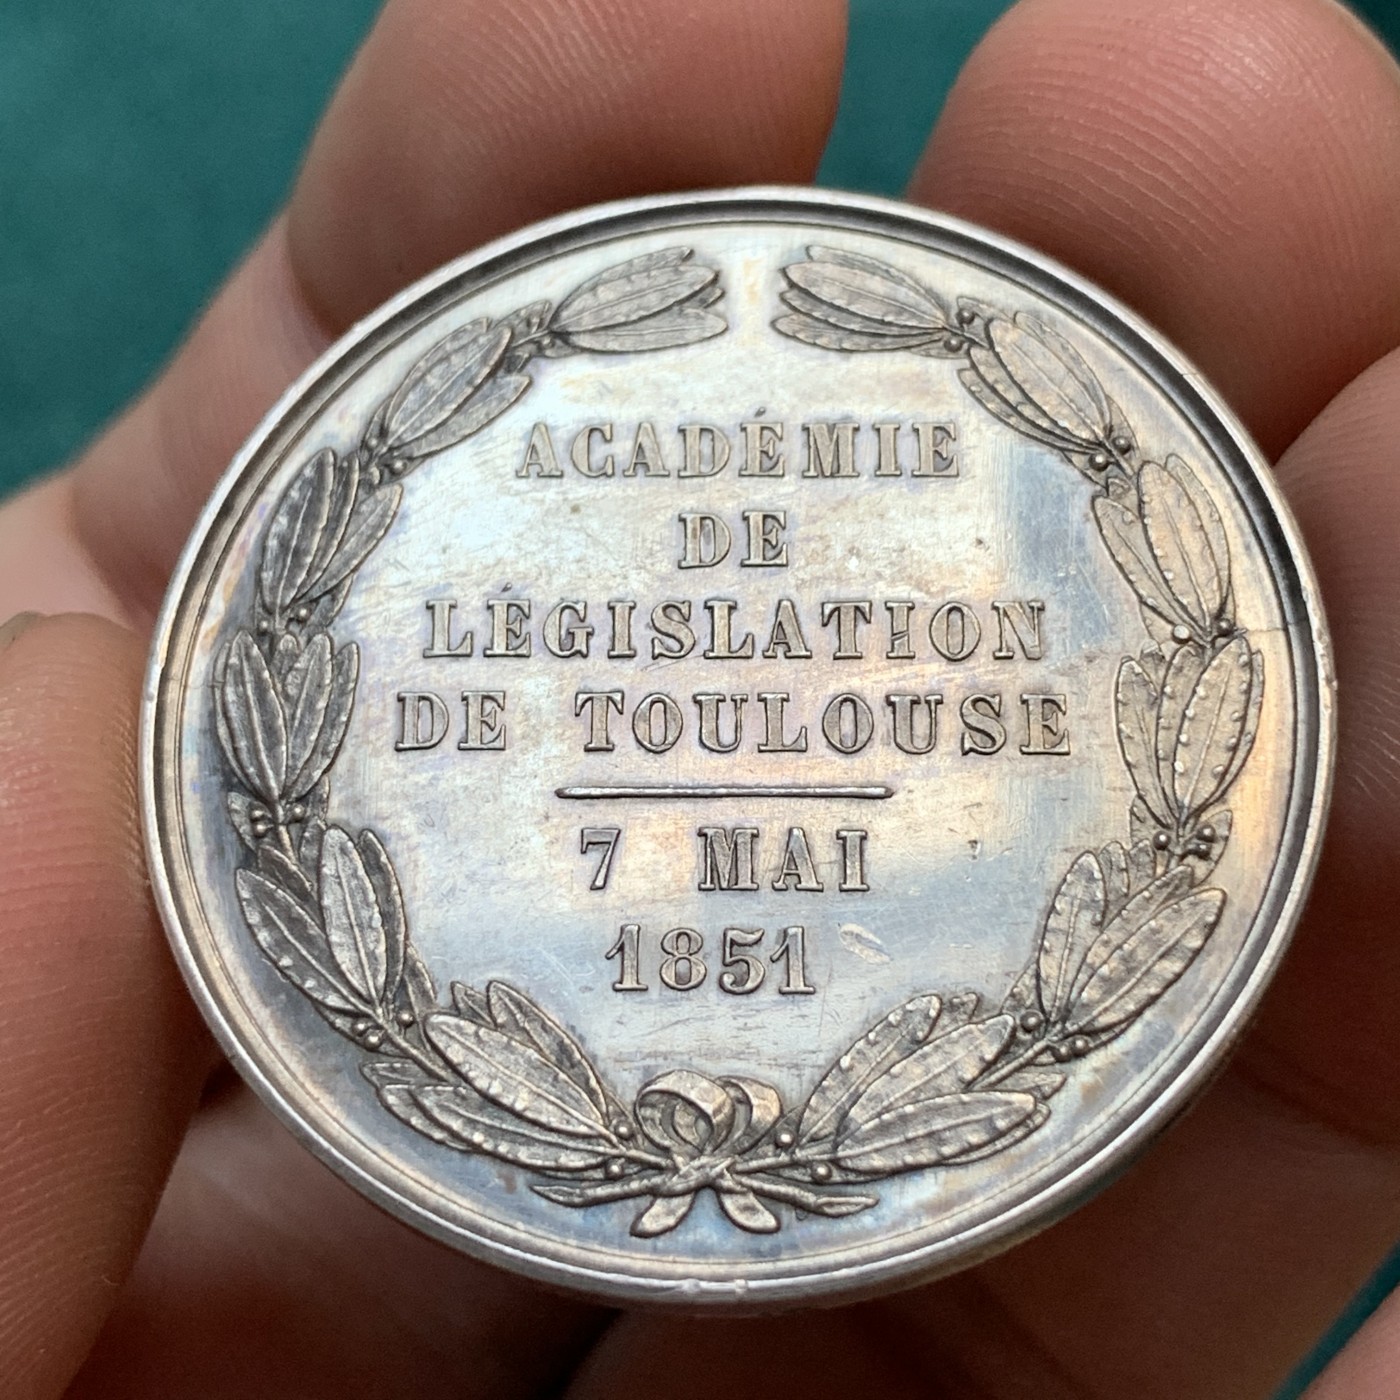 ACADÉMIE
DE
LÉGISLATION
DE TOULOUSE
7 MAI
1851